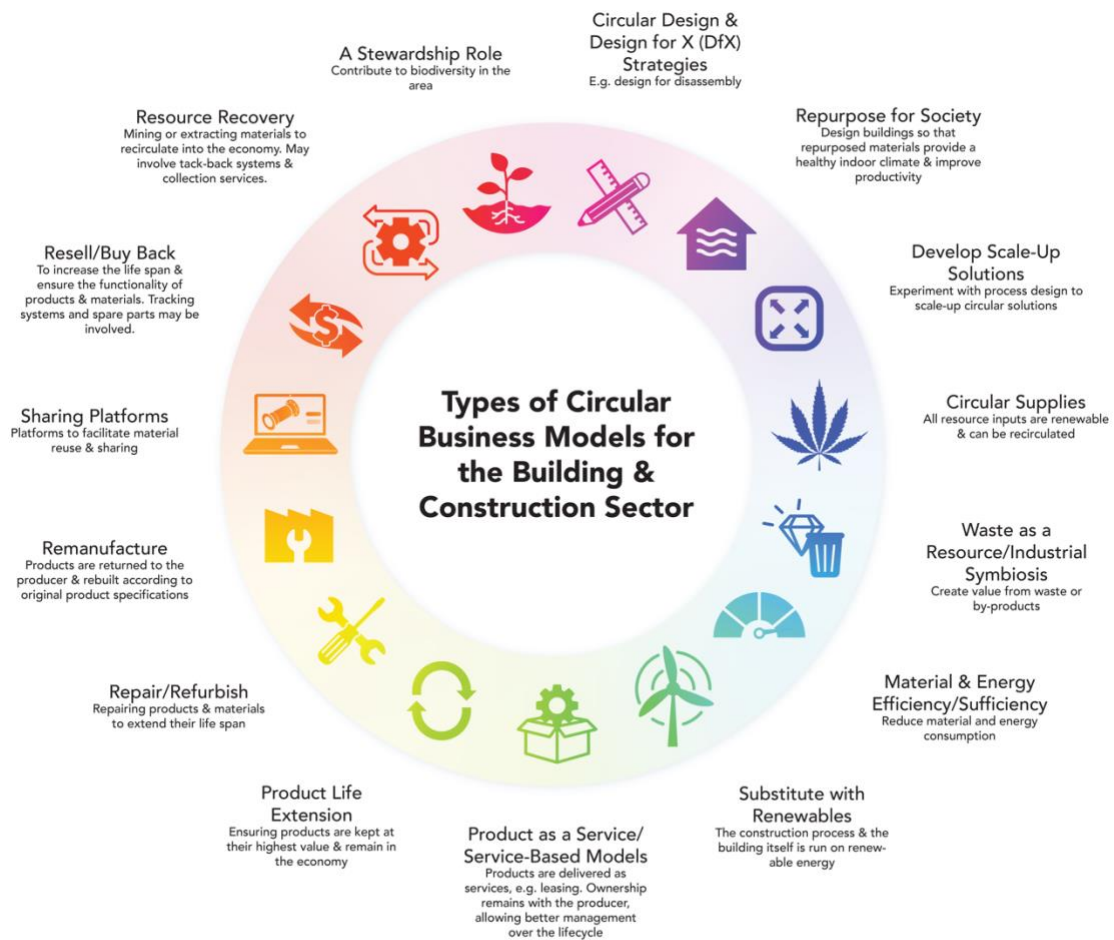 Types of Circular
Business Models for
the Building &
Construction Sector
Circular Design &
Design for X (DfX)
Strategies
E.g. design for disassembly
Repurpose for Society
Design buildings so that
repurposed materials provide a
healthy indoor climate & improve
productivity
Develop Scale-Up
Solutions
Experiment with process design to
scale-up circular solutions
Circular Supplies
All resource inputs are renewable
& can be recirculated
Waste as a
Resource/Industrial
Symbiosis
Create value from waste or
by-products
Material & Energy
Efficiency/Sufficiency
Reduce material and energy
consumption
Substitute with
Renewables
The construction process & the
building itself is run on renew-
able energy
Product as a Service/
Service-Based Models
Products are delivered as
services, e.g. leasing. Ownership
remains with the producer,
allowing better management
over the lifecycle
Product Life
Extension
Ensuring products are kept at
their highest value & remain in
the economy
Repair/Refurbish
Repairing products & materials
to extend their life span
Remanufacture
Products are returned to the
producer & rebuilt according to
original product specifications
Sharing Platforms
Platforms to facilitate material
reuse & sharing
Resell/Buy Back
To increase the life span &
ensure the functionality of
products & materials. Tracking
systems and spare parts may be
involved.
Resource Recovery
Mining or extracting materials to
recirculate into the economy. May
involve tack-back systems &
collection services.
A Stewardship Role
Contribute to biodiversity in the
area